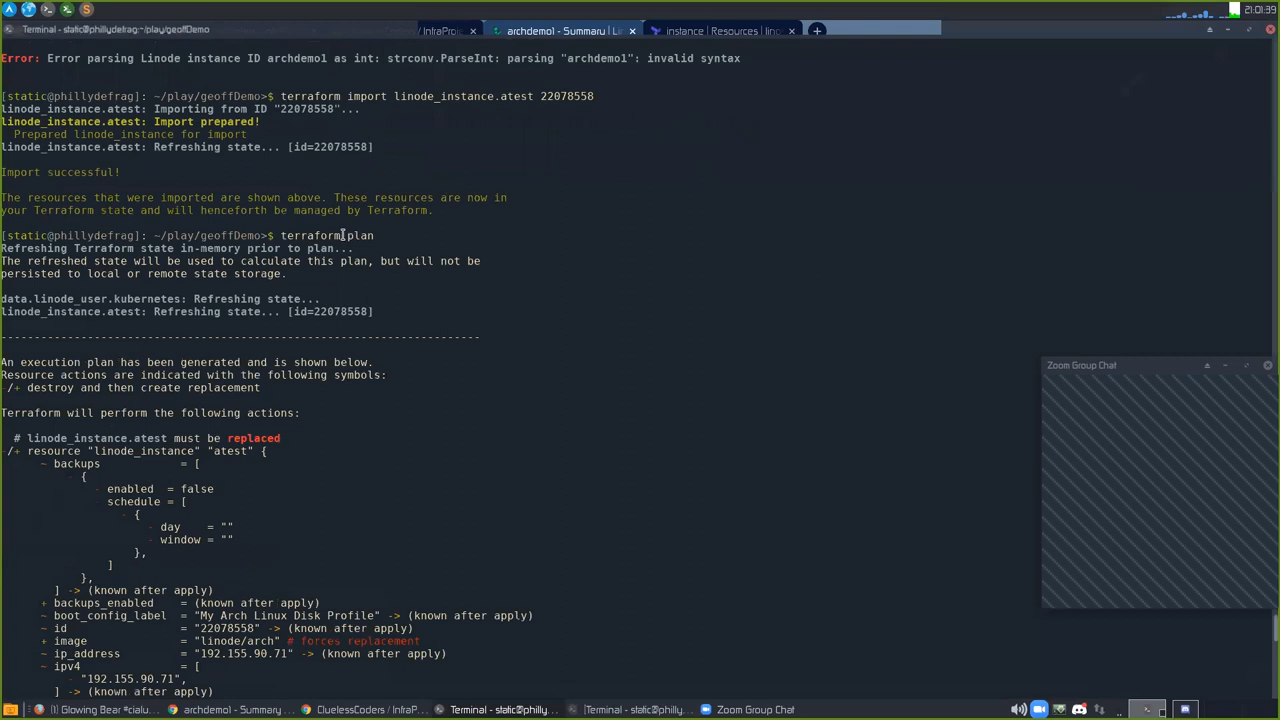 21:01:39
Terminal - static@phillydefrag:~/play/geoffDemo
/ InfraProj
archdemo1 - Summary | Li
instance | Resources | lino
Error: Error parsing Linode instance ID archdemo1 as int: strconv.ParseInt: parsing "archdemo1": invalid syntax
[static@phillydefrag]: ~/play/geoffDemo>$ terraform import linode_instance.atest 22078558
linode_instance.atest: Importing from ID "22078558"...
linode_instance.atest: Import prepared!
Prepared linode_instance for import
linode_instance.atest: Refreshing state... [id=22078558]
Import successful!
The resources that were imported are shown above. These resources are now in
your Terraform state and will henceforth be managed by Terraform.
[static@phillydefrag]: ~/play/geoffDemo>$ terraform plan
Refreshing Terraform state in-memory prior to plan...
The refreshed state will be used to calculate this plan, but will not be
persisted to local or remote state storage.
data.linode_user.kubernetes: Refreshing state...
linode_instance.atest: Refreshing state... [id=22078558]
--------------------------------------------------------------------------------
An execution plan has been generated and is shown below.
Resource actions are indicated with the following symbols:
-/+ destroy and then create replacement
Terraform will perform the following actions:
# linode_instance.atest must be replaced
-/+ resource "linode_instance" "atest" {
~ backups = [
- {
- enabled = false
- schedule = [
- {
- day = ""
- window = ""
},
]
},
] -> (known after apply)
+ backups_enabled = (known after apply)
~ boot_config_label = "My Arch Linux Disk Profile" -> (known after apply)
~ id = "22078558" -> (known after apply)
+ image = "linode/arch" # forces replacement
~ ip_address = "192.155.90.71" -> (known after apply)
~ ipv4 = [
- "192.155.90.71",
] -> (known after apply)
Zoom Group Chat
(1) Glowing Bear #cialu...
archdemo1 - Summary ...
CluelessCoders / InfraP...
Terminal - static@philly...
[Terminal - static@philly...
Zoom Group Chat